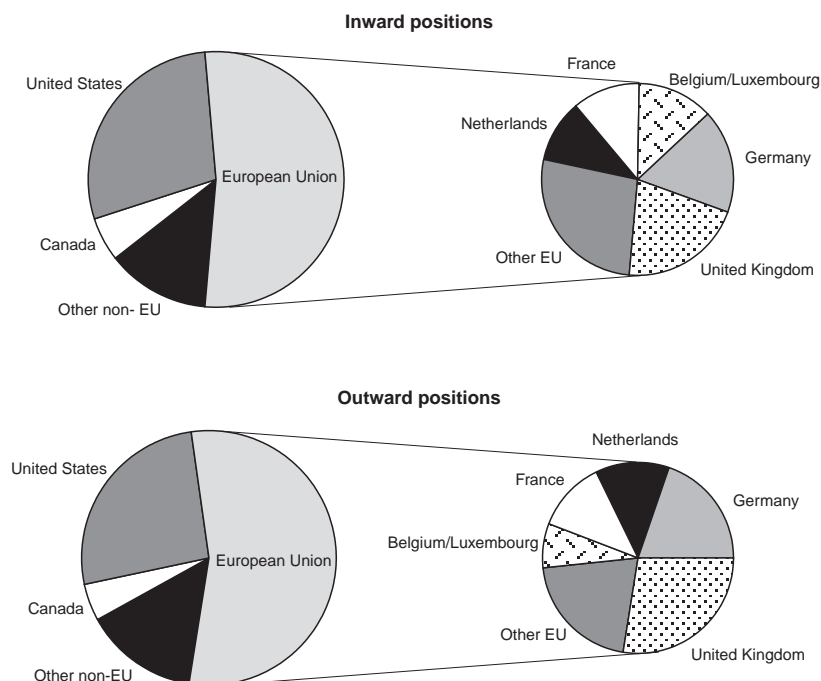 Inward positions
France
United States
Belgium/Luxembourg
Netherlands
Germany
European Union
Canada
Other EU
United Kingdom
Other non- EU
Outward positions
Netherlands
United States
France
Germany
Belgium/Luxembourg
European Union
Canada
Other EU
United Kingdom
Other non-EU